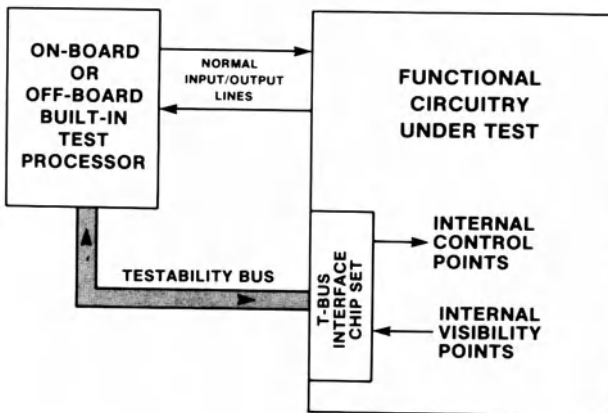 ON-BOARD
OR
OFF-BOARD
BUILT-IN
TEST
PROCESSOR
NORMAL
INPUT/OUTPUT
LINES
FUNCTIONAL
CIRCUITRY
UNDER TEST
TESTABILITY BUS
T-BUS
INTERFACE
CHIP SET
INTERNAL
CONTROL
POINTS
INTERNAL
VISIBILITY
POINTS